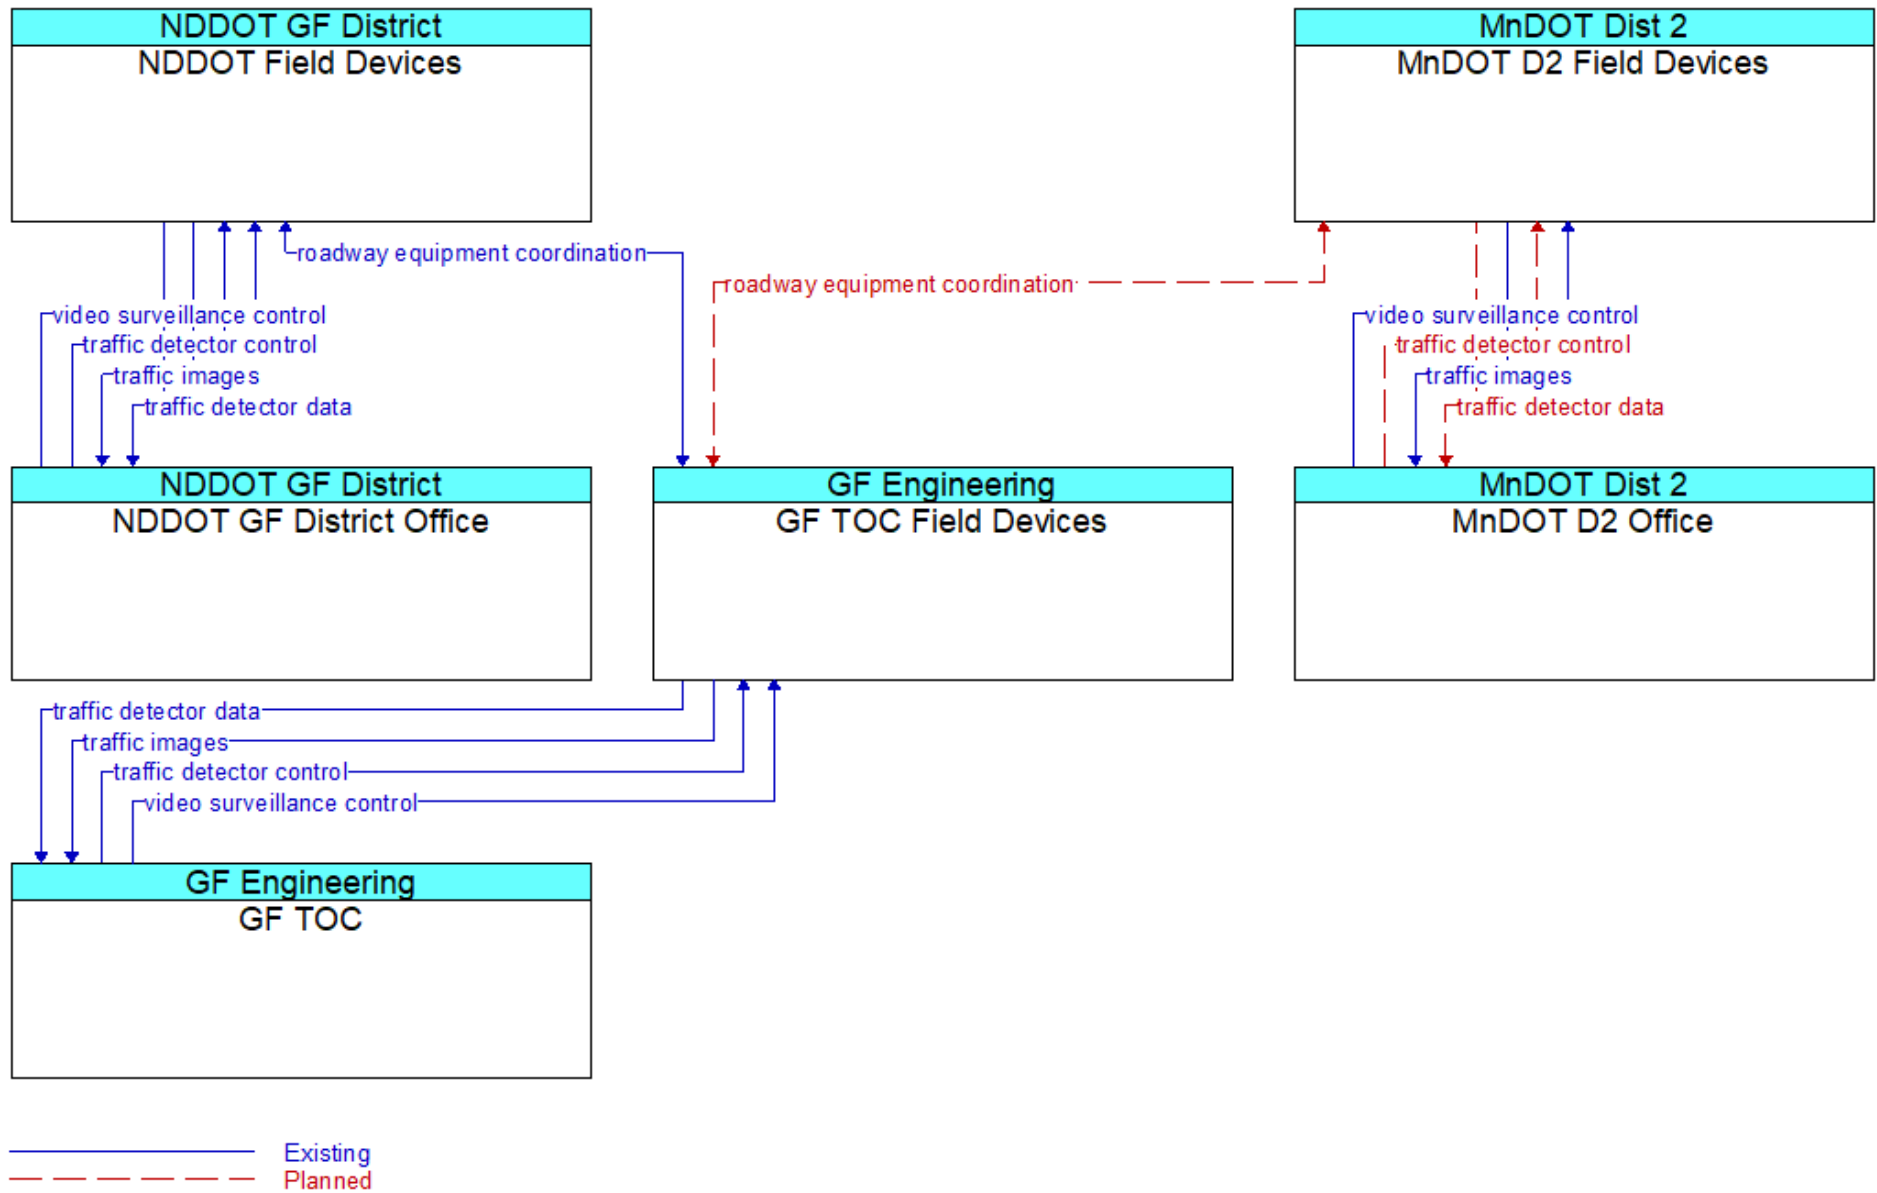 NDDOT GF District
NDDOT Field Devices
MnDOT Dist 2
MnDOT D2 Field Devices
roadway equipment coordination
roadway equipment coordination
video surveillance control
traffic detector control
traffic images
traffic detector data
video surveillance control
traffic detector control
traffic images
traffic detector data
NDDOT GF District
NDDOT GF District Office
GF Engineering
GF TOC Field Devices
MnDOT Dist 2
MnDOT D2 Office
traffic detector data
traffic images
traffic detector control
video surveillance control
GF Engineering
GF TOC
Existing
Planned